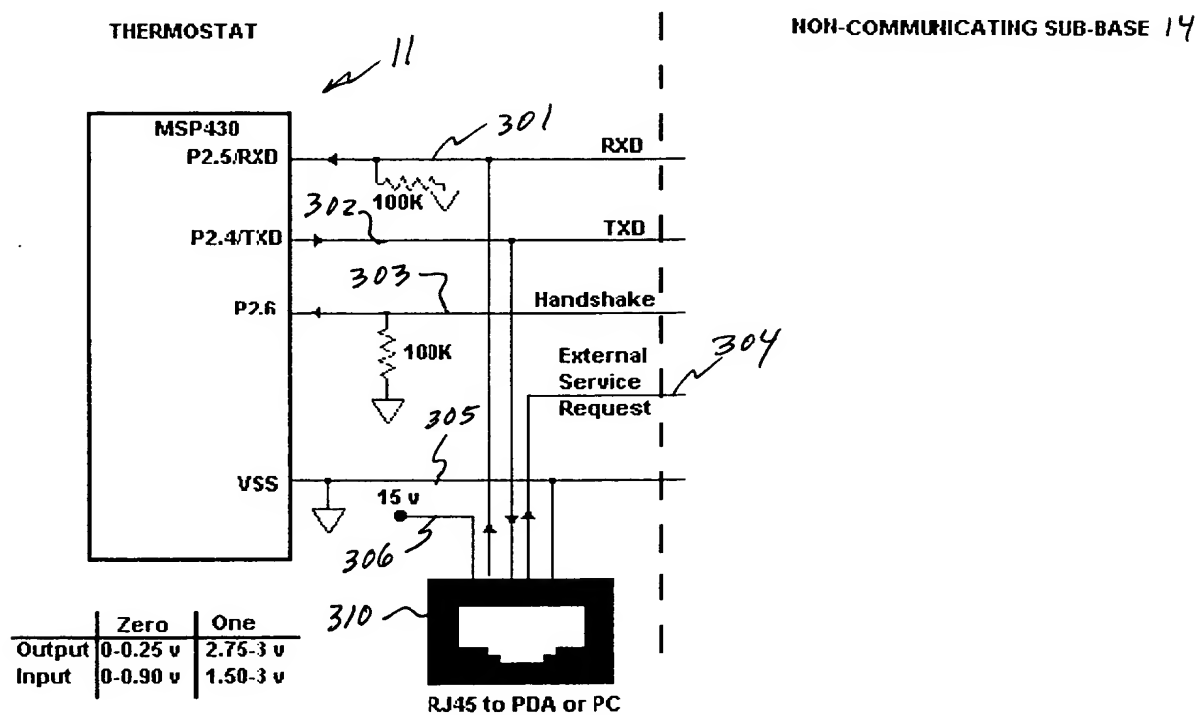 THERMOSTAT
NON-COMMUNICATING SUB-BASE 14
11
MSP430
P2.5/RXD
301
RXD
100K
302
P2.4/TXD
TXD
303
P2.6
Handshake
100K
304
External
Service
Request
305
VSS
15 v
306
310
Zero One
Output 0-0.25 v 2.75-3 v
Input 0-0.90 v 1.50-3 v
RJ45 to PDA or PC